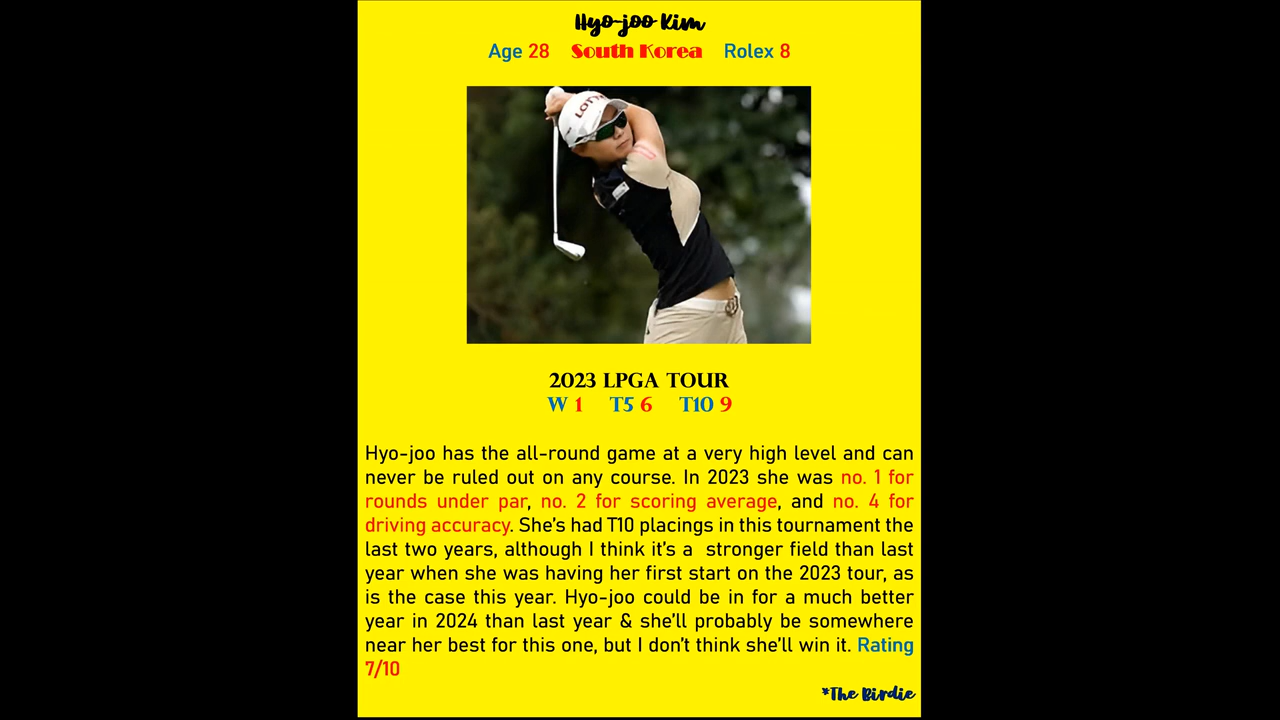 Hyo-joo Kim
Age 28 South Korea Rolex 8
LOTTE
2023 LPGA TOUR
W 1 T5 6 T10 9
Hyo-joo has the all-round game at a very high level and can
never be ruled out on any course. In 2023 she was no. 1 for
rounds under par, no. 2 for scoring average, and no. 4 for
driving accuracy. She's had T10 placings in this tournament the
last two years, although I think it's a stronger field than last
year when she was having her first start on the 2023 tour, as
is the case this year. Hyo-joo could be in for a much better
year in 2024 than last year & she'll probably be somewhere
near her best for this one, but I don't think she'll win it. Rating
7/10
*The Birdie